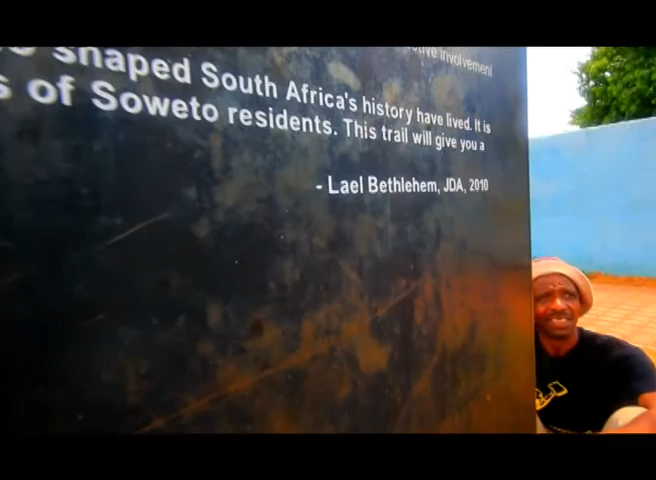 involvement
shaped South Africa's history have lived. It is
of Soweto residents. This trail will give you a
- Lael Bethlehem, JDA, 2010